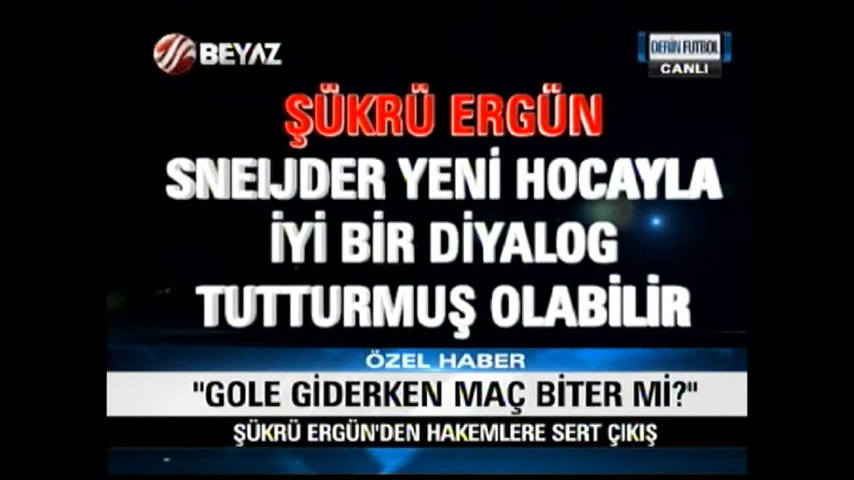 BEYAZ
DERİN FUTBOL
CANLI
ŞÜKRÜ ERGÜN
SNEIJDER YENİ HOCAYLA
İYİ BİR DİYALOG
TUTTURMUŞ OLABİLİR
ÖZEL HABER
"GOLE GİDERKEN MAÇ BİTER Mİ?"
ŞÜKRÜ ERGÜN'DEN HAKEMLERE SERT ÇIKIŞ